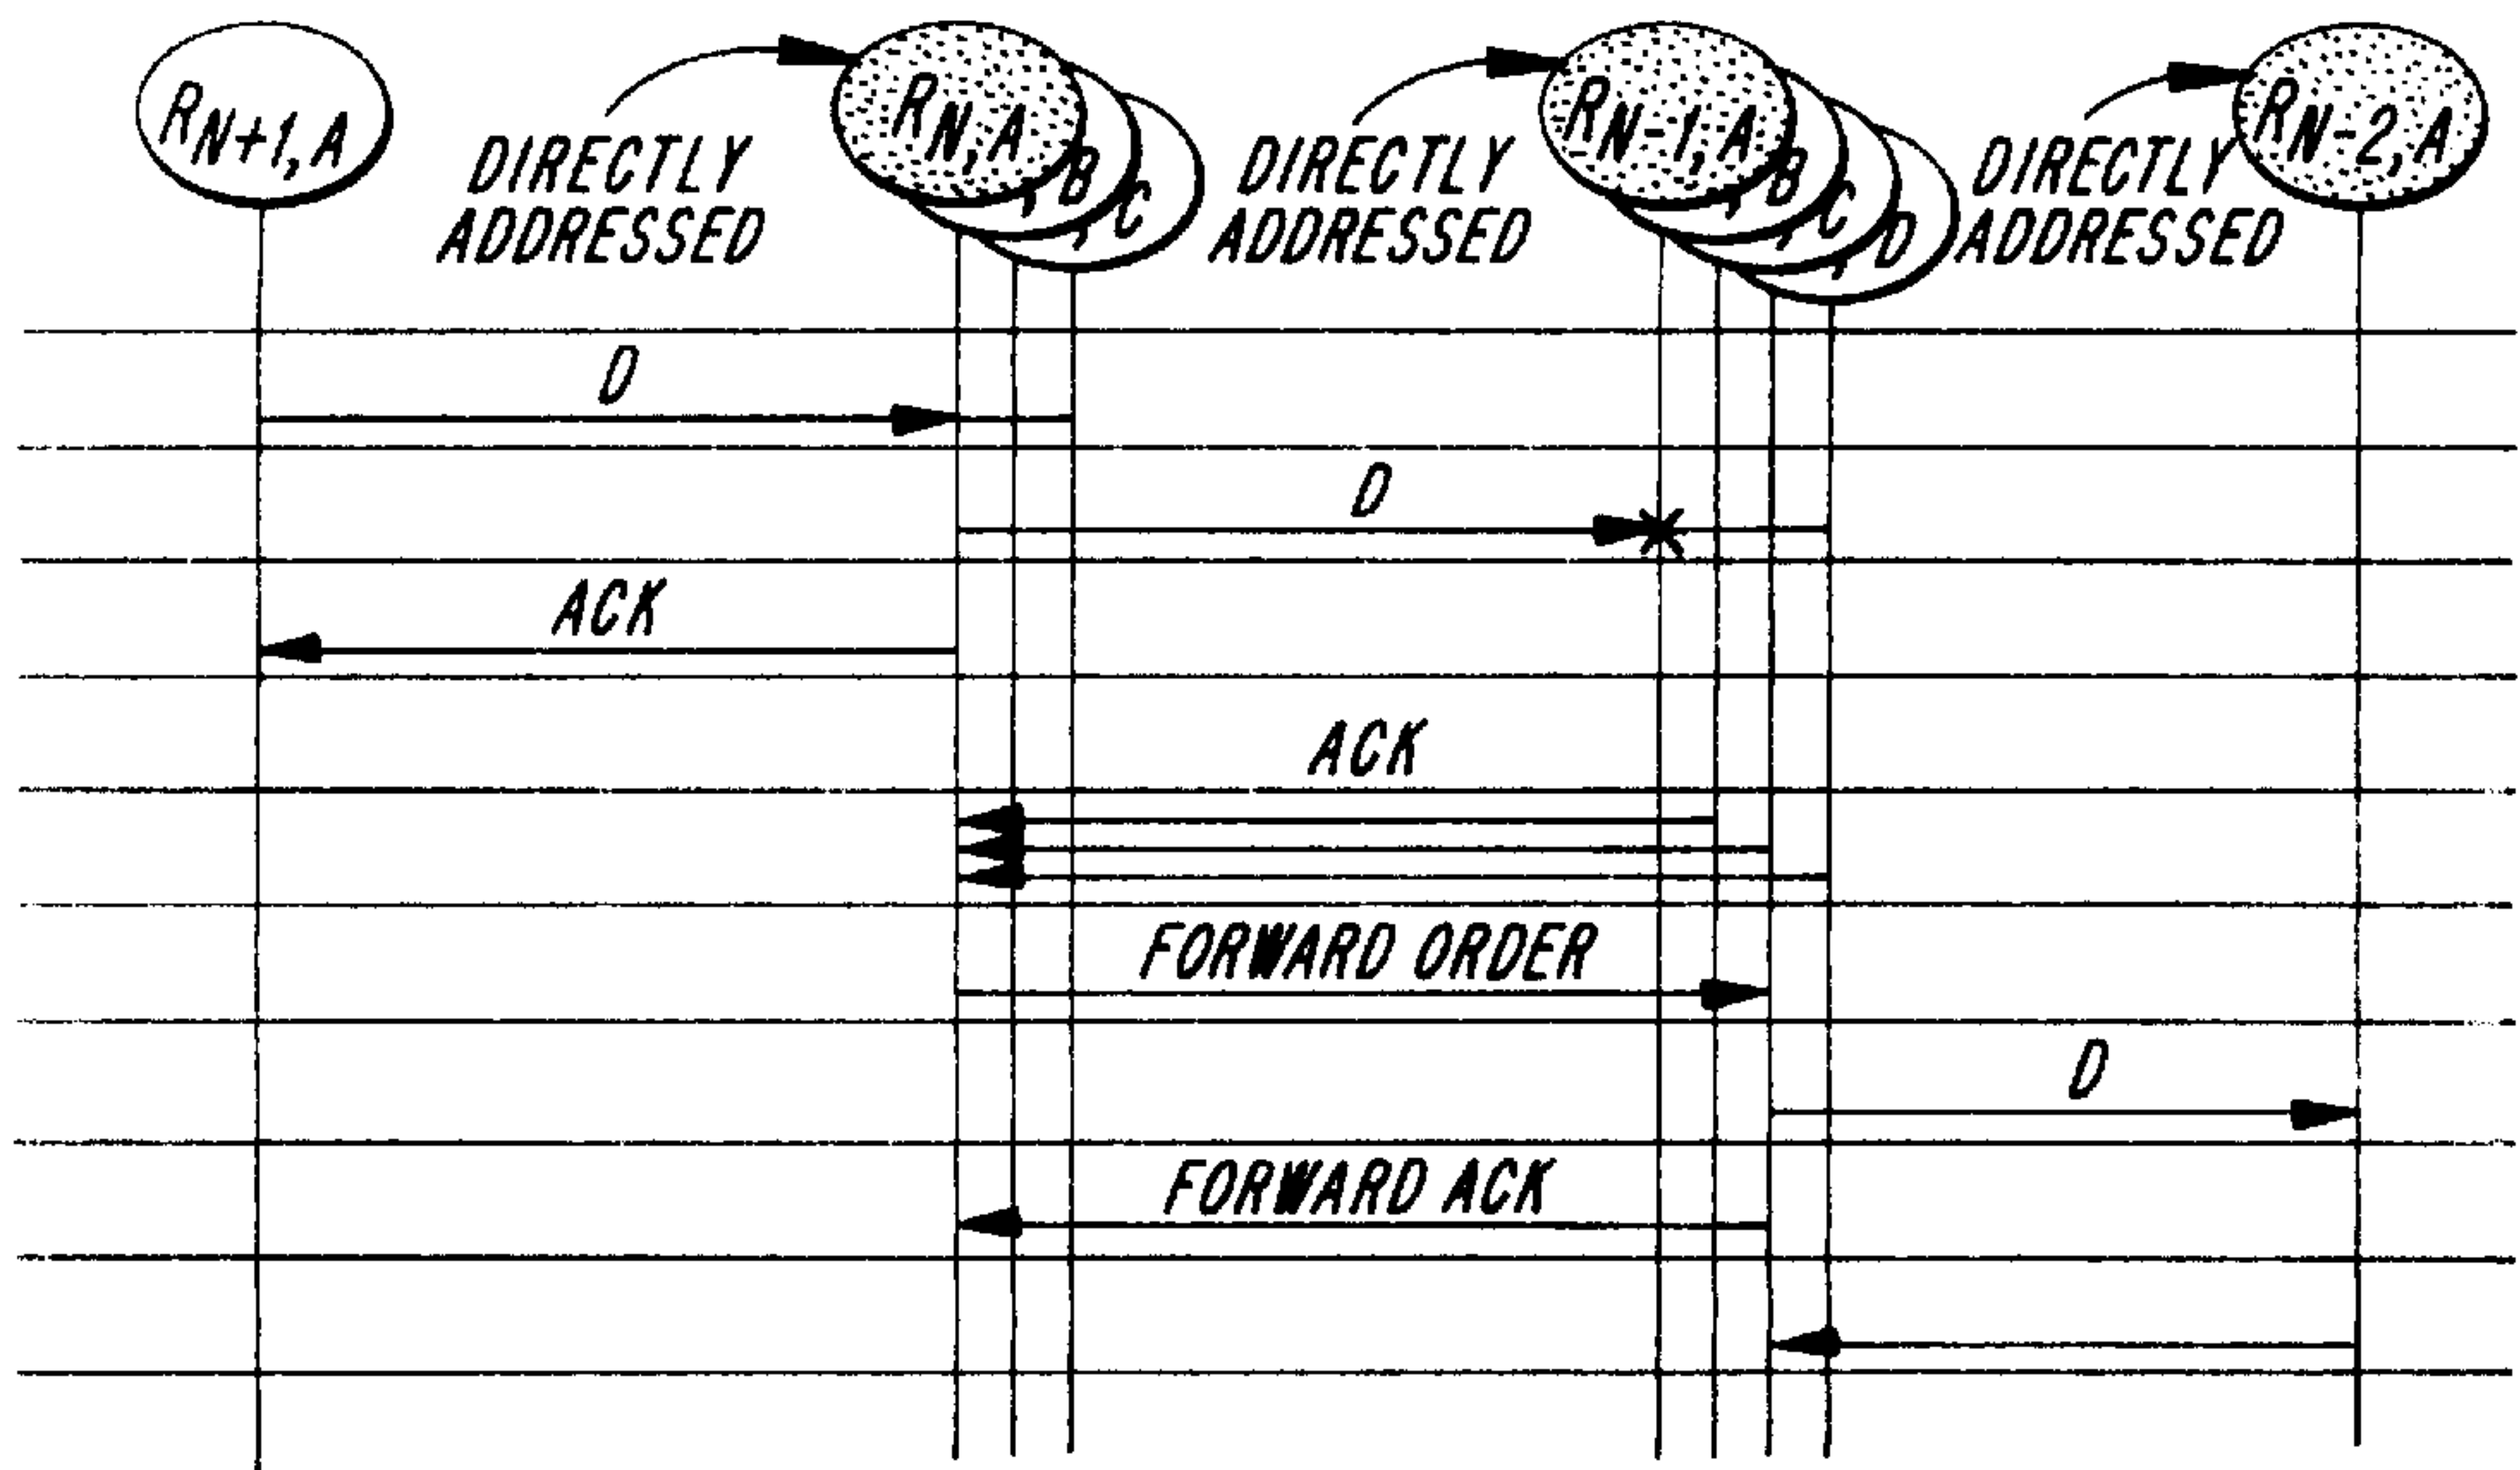 RN+1,A
DIRECTLY
ADDRESSED
RN,A
,B
,C
DIRECTLY
ADDRESSED
RN-1,A
,B
,C
,D
DIRECTLY
ADDRESSED
RN-2,A
D
D
ACK
ACK
FORWARD ORDER
D
FORWARD ACK